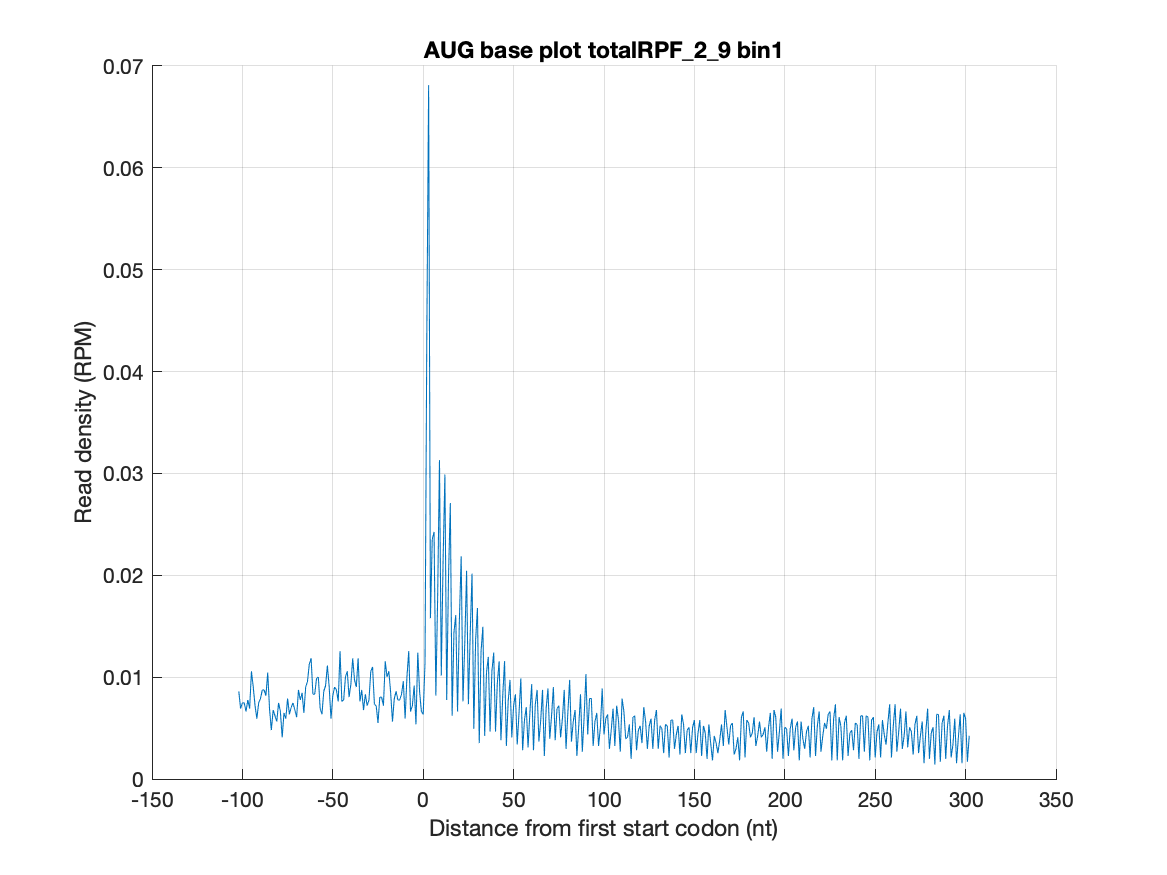 AUG base plot totalRPF_2_9 bin1
Read density (RPM)
0.07
0.06
0.05
0.04
0.03
0.02
0.01
0
-150 -100 -50 0 50 100 150 200 250 300 350
Distance from first start codon (nt)